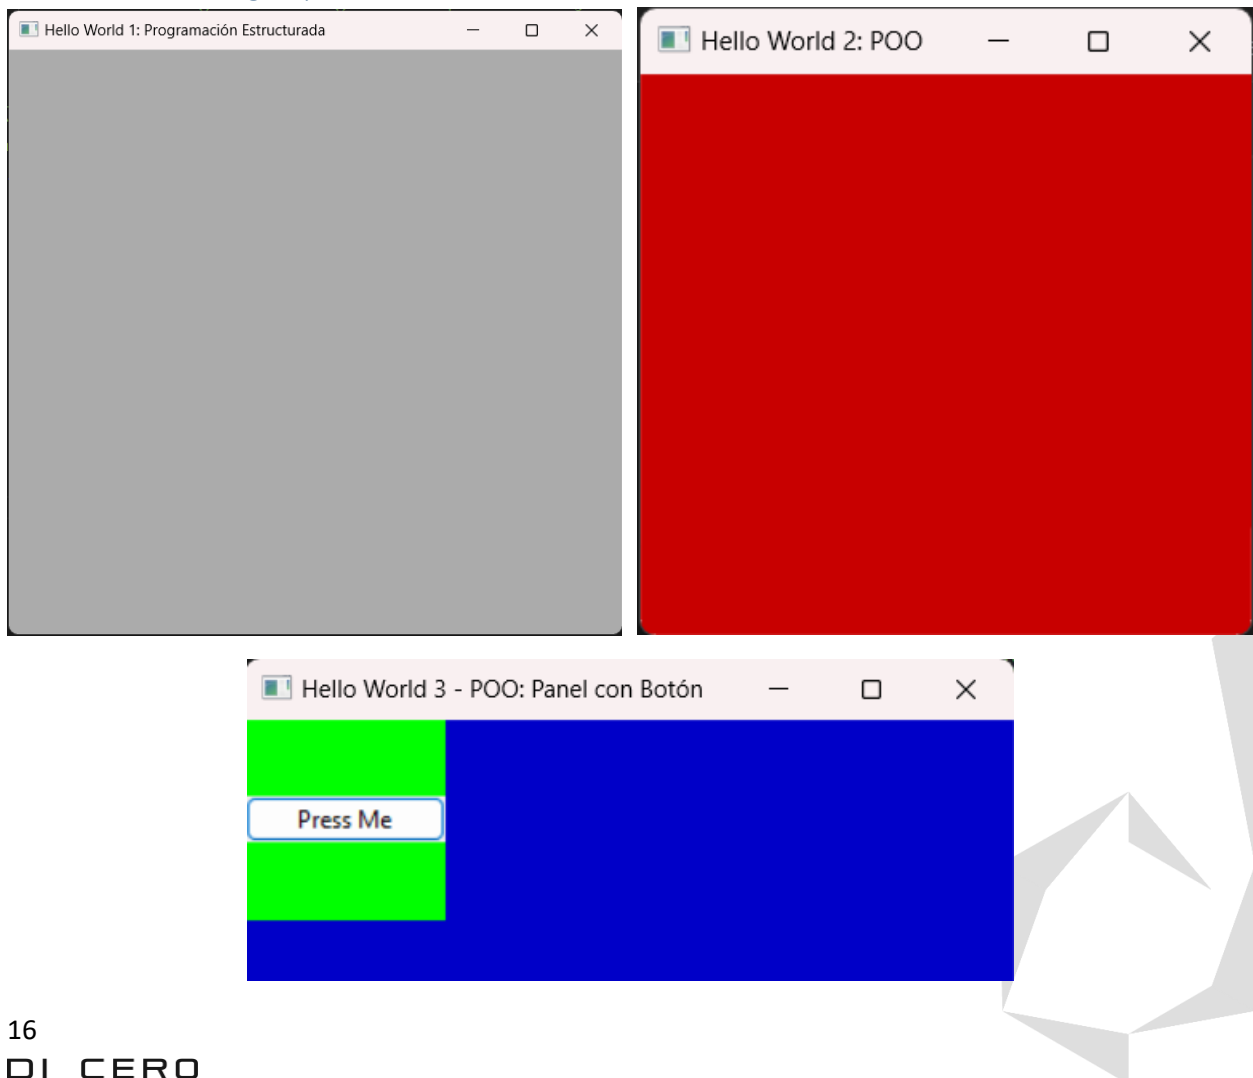 Hello World 1: Programación Estructurada
Hello World 2: POO
Hello World 3 - POO: Panel con Botón
Press Me
16
DI CERO